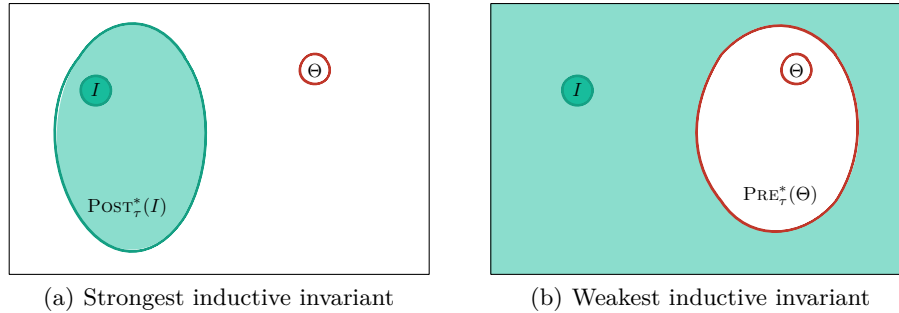 I
Θ
POST*τ(I)
(a) Strongest inductive invariant
Θ
I
PRE*τ(Θ)
(b) Weakest inductive invariant